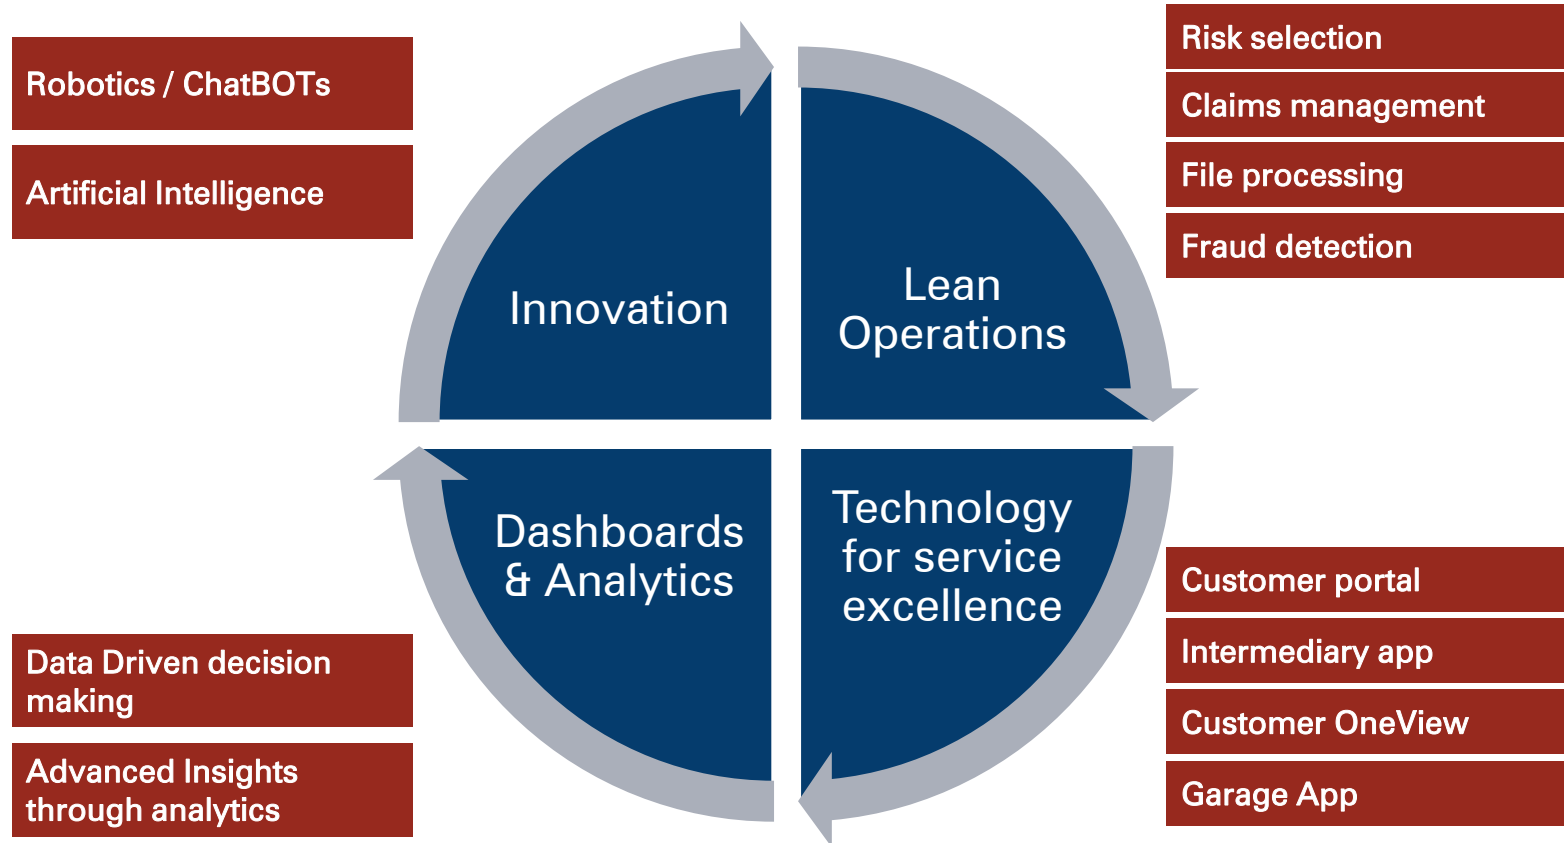 Robotics / ChatBOTs
Artificial Intelligence
Innovation
Lean
Operations
Risk selection
Claims management
File processing
Fraud detection
Dashboards
& Analytics
Technology
for service
excellence
Data Driven decision
making
Advanced Insights
through analytics
Customer portal
Intermediary app
Customer OneView
Garage App